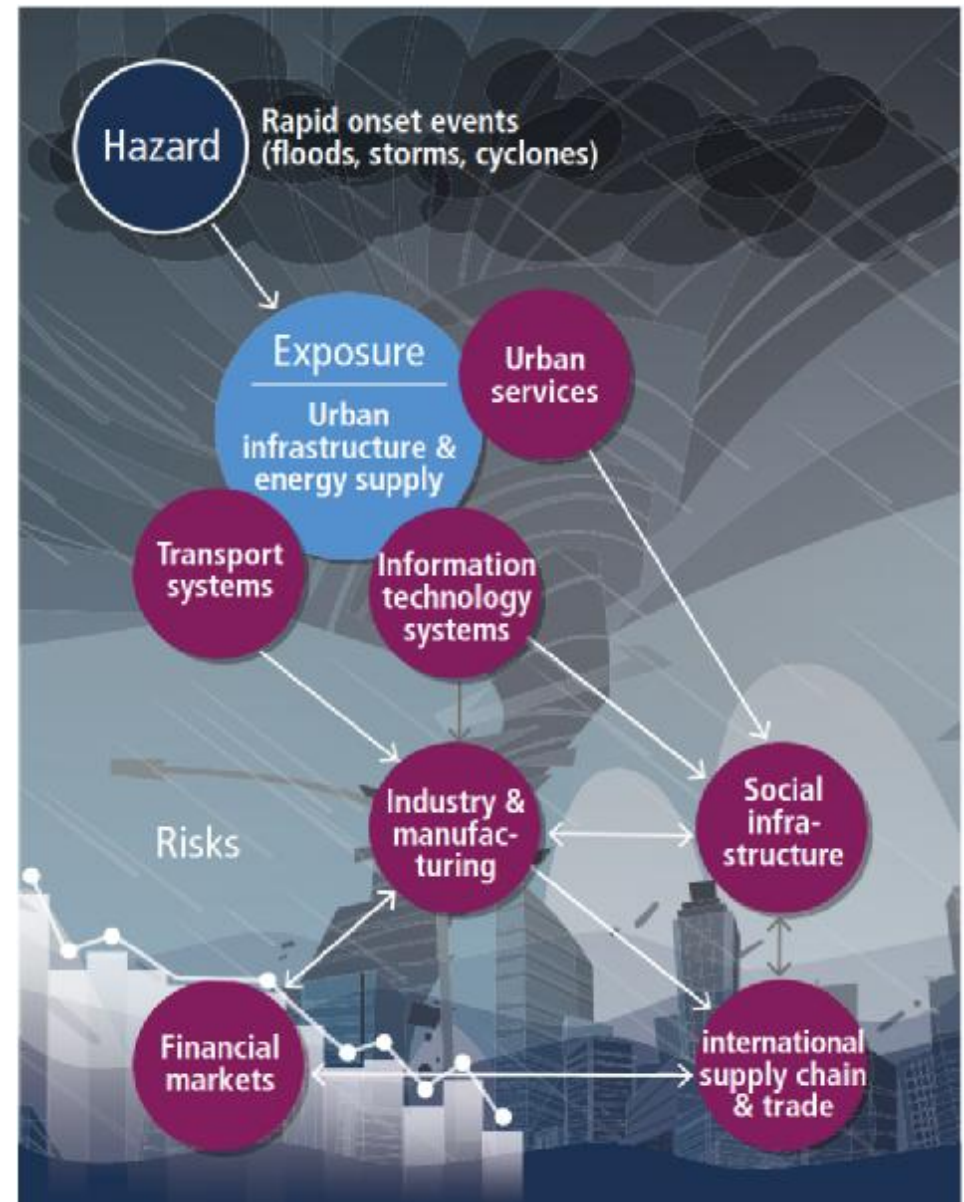 Hazard
Rapid onset events
(floods, storms, cyclones)
Exposure
Urban
infrastructure &
energy supply
Urban
services
Transport
systems
Information
technology
systems
Industry &
manufac-
turing
Social
infra-
structure
Risks
Financial
markets
international
supply chain
& trade